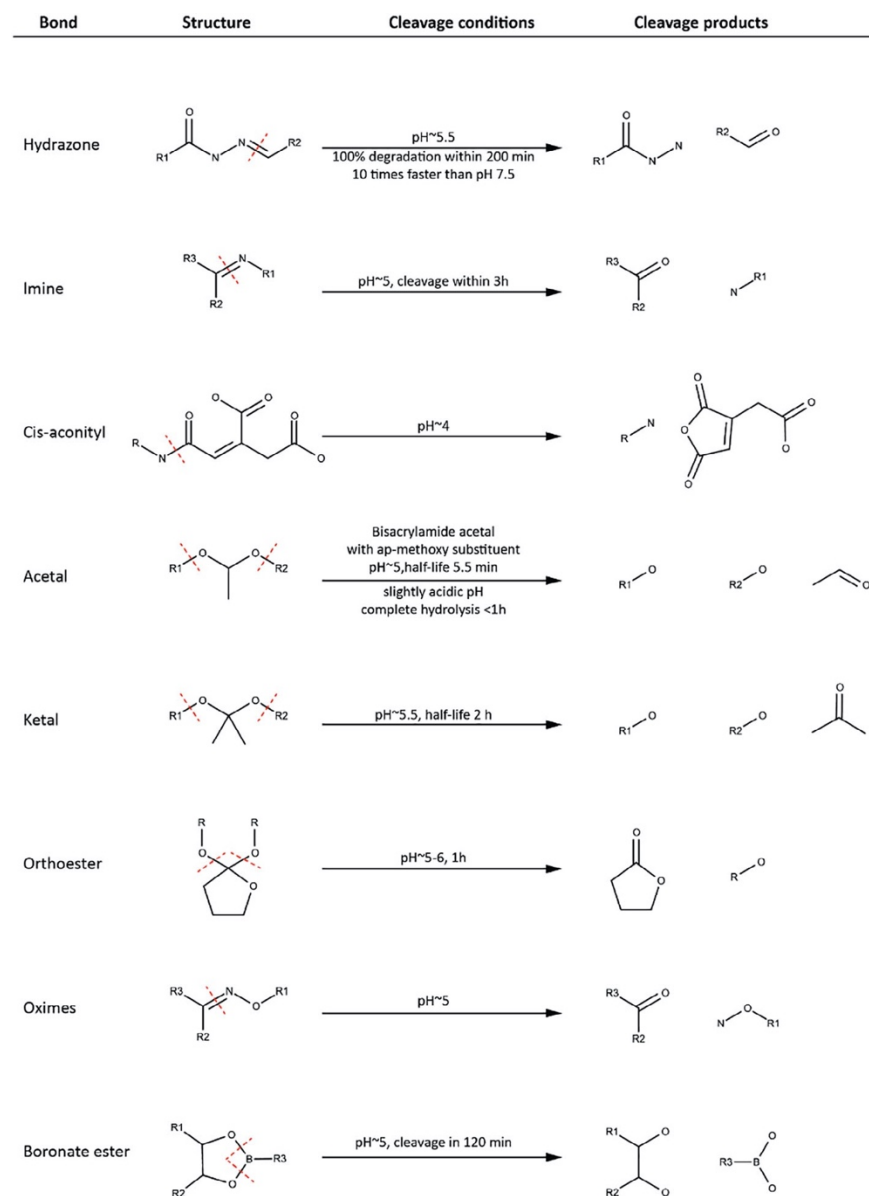 Bond Structure Cleavage conditions Cleavage products
Hydrazone
O
R1
N
N
R2
pH~5.5
100% degradation within 200 min
10 times faster than pH 7.5
O
R1
N
N
R2
O
Imine
R3
N
R1
R2
pH~5, cleavage within 3h
R3
O
R2
N
R1
Cis-aconityl
R
N
O
O
O
O
O
pH~4
R
N
O
O
O
O
O
Acetal
R1
O
O
R2
Bisacrylamide acetal
with ap-methoxy substituent
pH~5,half-life 5.5 min
slightly acidic pH
complete hydrolysis <1h
R1
O
R2
O
O
Ketal
R1
O
O
R2
pH~5.5, half-life 2 h
R1
O
R2
O
O
Orthoester
R
R
O
O
O
pH~5-6, 1h
O
O
R
O
Oximes
R3
N
O
R1
R2
pH~5
R3
O
R2
N
O
R1
Boronate ester
R1
O
B
R3
O
R2
pH~5, cleavage in 120 min
R1
O
R2
O
R3
B
O
O